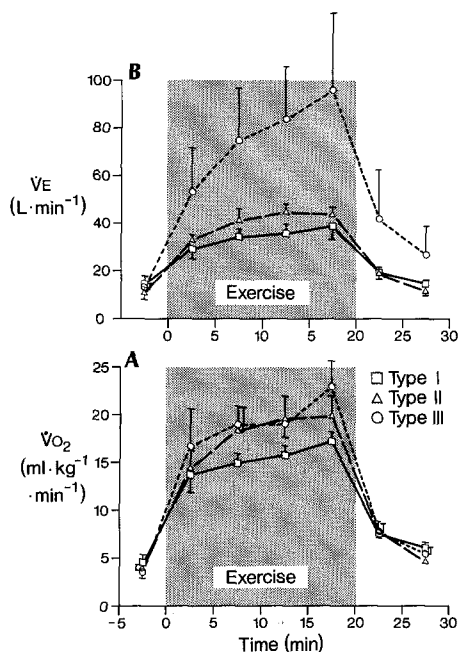 B
100
80
60
40
20
0
V̇E
(L·min⁻¹)
Exercise
0 5 10 15 20 25 30
A
25
20
15
10
5
0
V̇O₂
(ml·kg⁻¹
·min⁻¹)
Type I
Type II
Type III
Exercise
-5 0 5 10 15 20 25 30
Time (min)